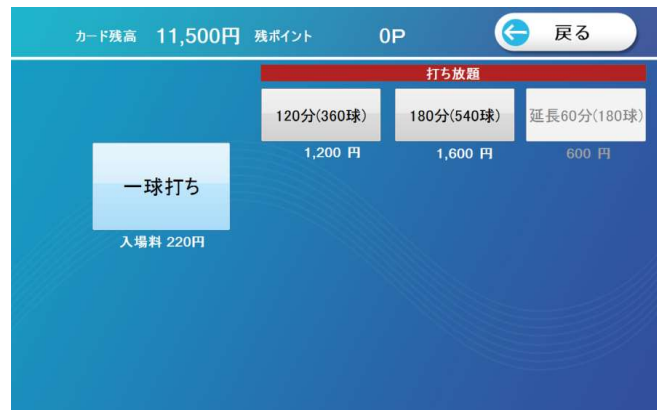 カード残高 11,500円 残ポイント 0P 戻る
打ち放題
120分(360球) 180分(540球) 延長60分(180球)
1,200 円 1,600 円 600 円
一球打ち
入場料 220円